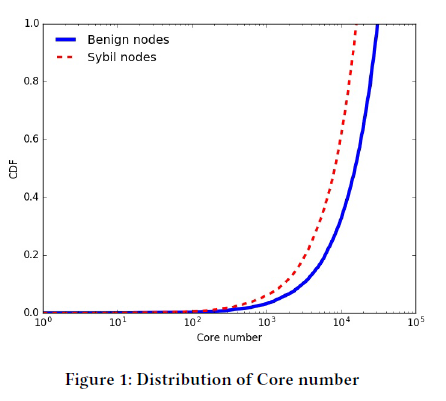 1.0
Benign nodes
Sybil nodes
0.8
0.6
CDF
0.4
0.2
0.0
10^0 10^1 10^2 10^3 10^4 10^5
Core number
Figure 1: Distribution of Core number